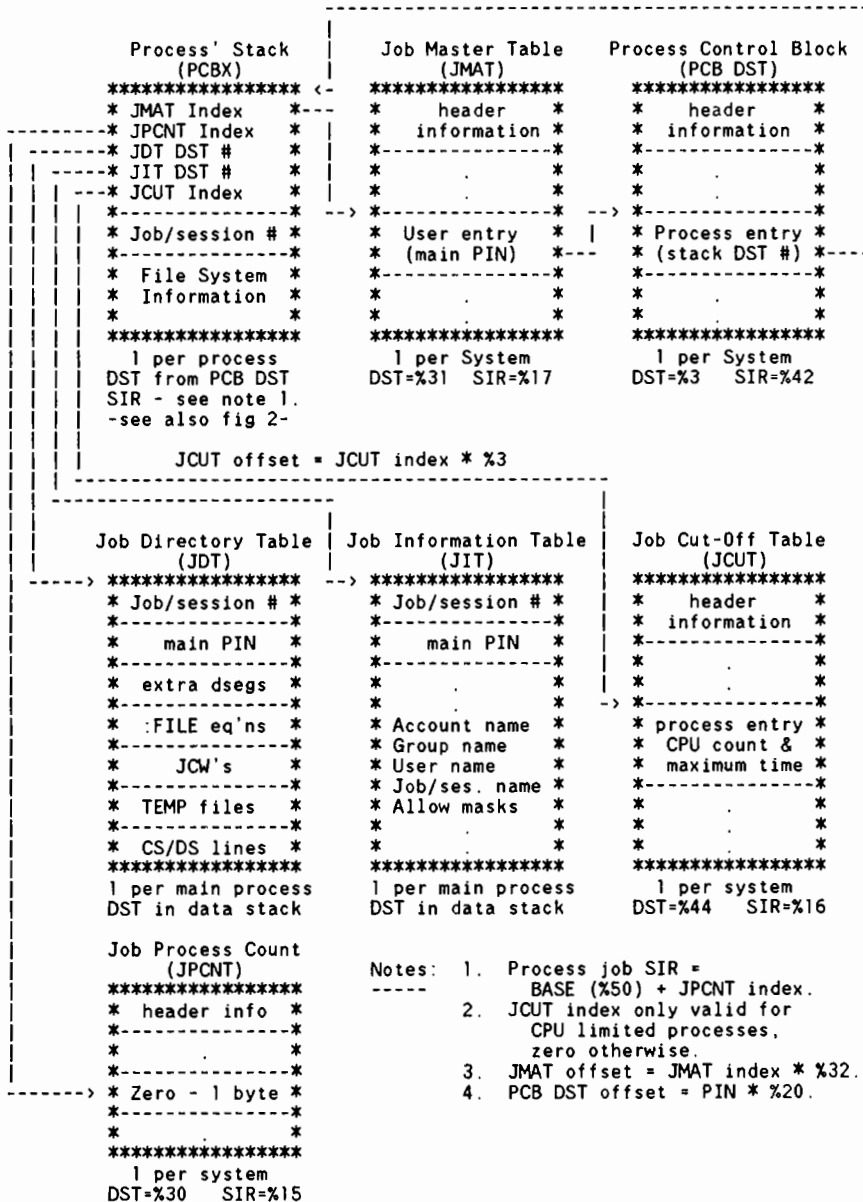 Process' Stack
(PCBX)
JMAT Index
JPCNT Index
JDT DST #
JIT DST #
JCUT Index
Job/session #
File System
Information
1 per process
DST from PCB DST
SIR - see note 1.
-see also fig 2-
Job Master Table
(JMAT)
header
information
.
.
User entry
(main PIN)
.
.
1 per System
DST=%31 SIR=%17
Process Control Block
(PCB DST)
header
information
.
.
Process entry
(stack DST #)
.
.
1 per System
DST=%3 SIR=%42
JCUT offset = JCUT index * %3
Job Directory Table
(JDT)
Job/session #
main PIN
extra dsegs
:FILE eq'ns
JCW's
TEMP files
CS/DS lines
1 per main process
DST in data stack
Job Information Table
(JIT)
Job/session #
main PIN
.
.
Account name
Group name
User name
Job/ses. name
Allow masks
.
.
1 per main process
DST in data stack
Job Cut-Off Table
(JCUT)
header
information
.
.
process entry
CPU count &
maximum time
.
.
1 per system
DST=%44 SIR=%16
Job Process Count
(JPCNT)
header info
.
Zero - 1 byte
.
1 per system
DST=%30 SIR=%15
Notes: 1. Process job SIR =
-----
BASE (%50) + JPCNT index.
2. JCUT index only valid for
CPU limited processes,
zero otherwise.
3. JMAT offset = JMAT index * %32.
4. PCB DST offset = PIN * %20.